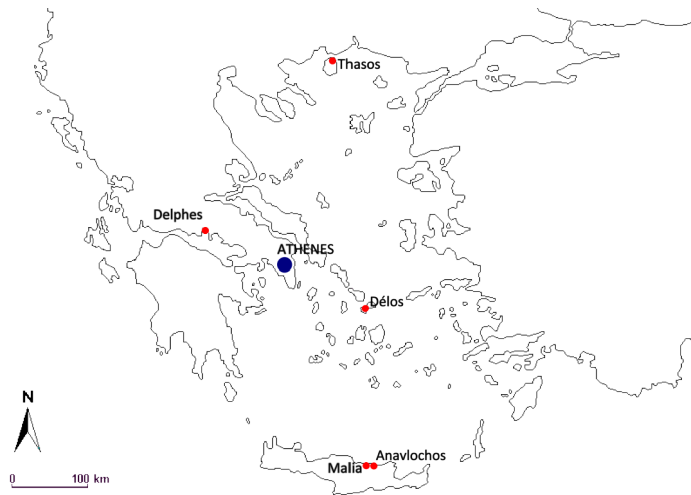 Thasos
Delphes
ATHENES
Délos
N
Malia
Anavlochos
0 100 km